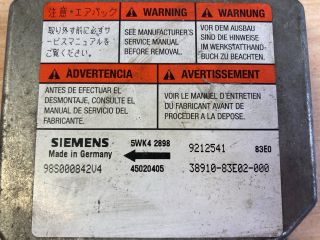 注意・エアバッグ
取り外す前に必ずサ
ービスマニュアルを
ご覧ください。
WARNING
SEE MANUFACTURER'S
SERVICE MANUAL
BEFORE REMOVAL.
WARNUNG
VOR DEM AUSBAU
SIND DIE HINWEISE
IM WERKSTATTHAND-
BUCH ZU BEACHTEN.
ADVERTENCIA
ANTES DE EFECTUAR EL
DESMONTAJE, CONSULTE EL
MANUAL DE SERVICIO DEL
FABRICANTE.
AVERTISSEMENT
VOIR LE MANUEL D'ENTRETIEN
DU FABRICANT AVANT DE
PROCEDER A LA DEPOSE.
SIEMENS 5WK4 2898 9212541 83E0
Made in Germany
98S000842V4 45020405 38910-83E02-000